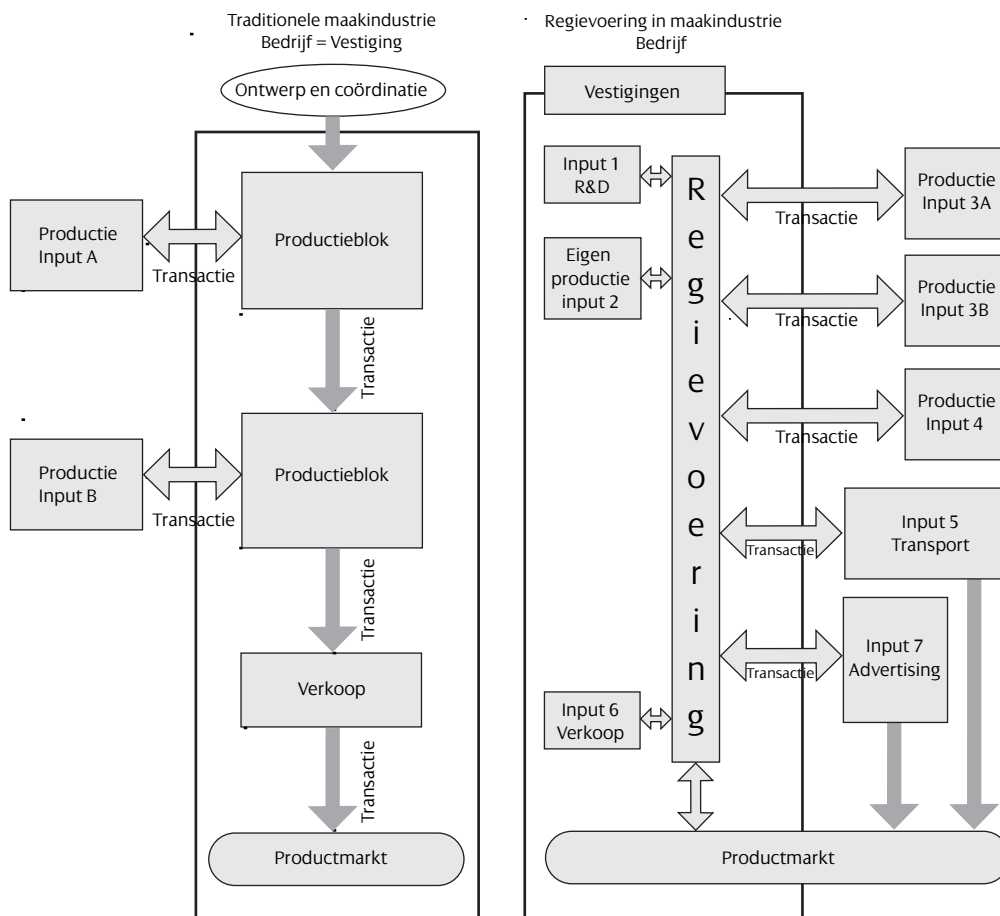 Traditionele maakindustrie
Bedrijf = Vestiging
Ontwerp en coördinatie
Productie
Input A
Transactie
Productieblok
Transactie
Productie
Input B
Transactie
Productieblok
Transactie
Verkoop
Transactie
Productmarkt
Regievoering in maakindustrie
Bedrijf
Vestigingen
Input 1
R&D
Eigen
productie
input 2
Input 6
Verkoop
Regievoering
Transactie
Productie
Input 3A
Transactie
Productie
Input 3B
Transactie
Productie
Input 4
Transactie
Input 5
Transport
Transactie
Input 7
Advertising
Productmarkt